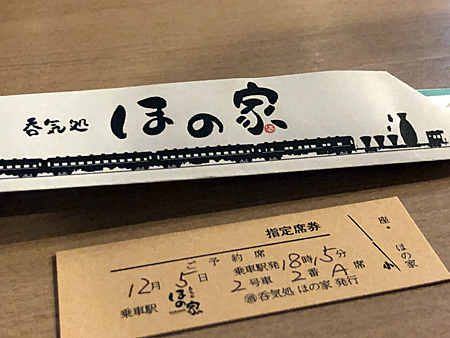 呑気処 ほの家
指定席券
ご予約席
12月5日 乗車駅発18時15分
2号車 2番A席
乗車駅 ほの家 呑気処 ほの家 発行
座・ほの家